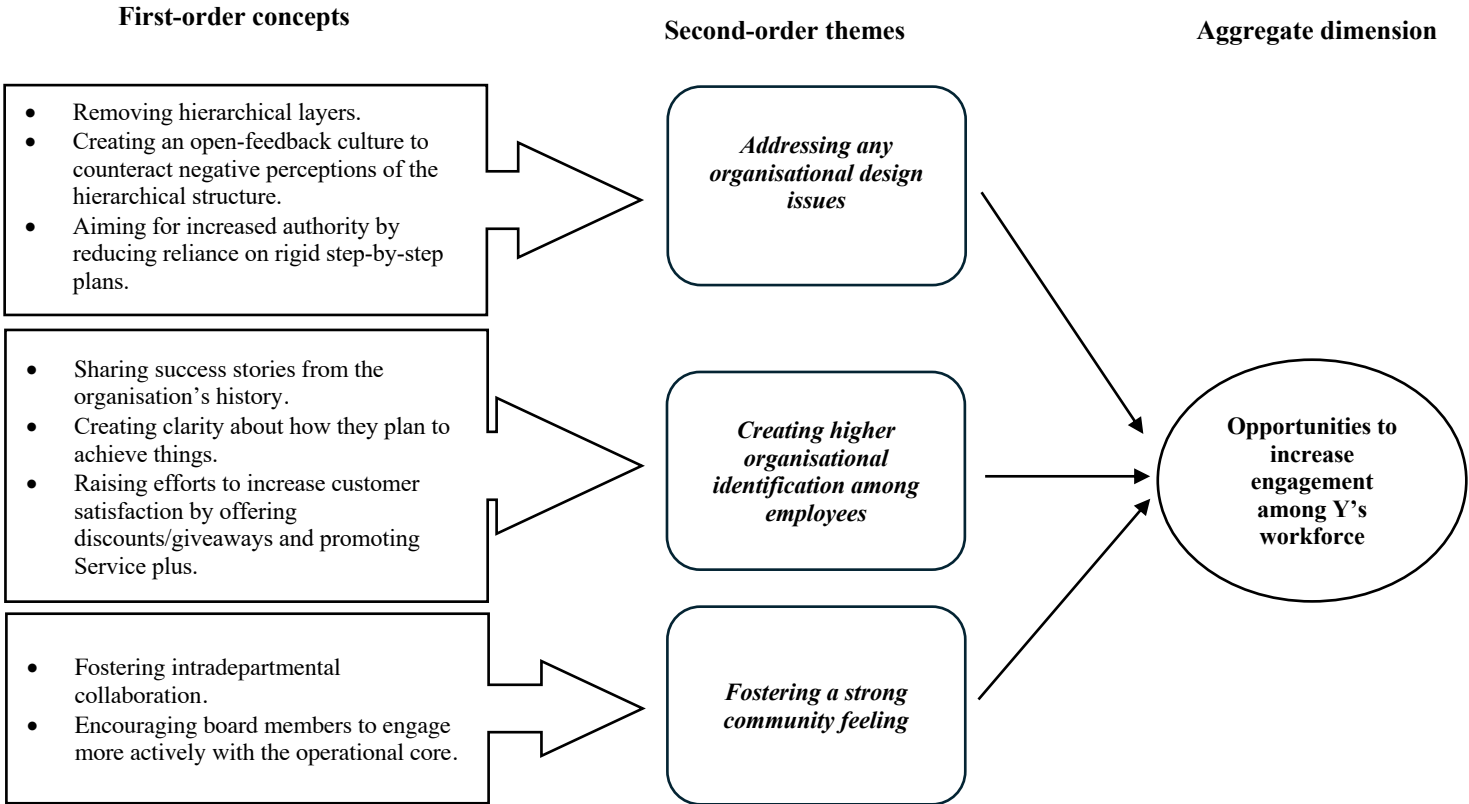 First-order concepts
Second-order themes
Aggregate dimension
• Removing hierarchical layers.
• Creating an open-feedback culture to
counteract negative perceptions of the
hierarchical structure.
• Aiming for increased authority by
reducing reliance on rigid step-by-step
plans.
Addressing any
organisational design
issues
• Sharing success stories from the
organisation’s history.
• Creating clarity about how they plan to
achieve things.
• Raising efforts to increase customer
satisfaction by offering
discounts/giveaways and promoting
Service plus.
Creating higher
organisational
identification among
employees
Opportunities to
increase
engagement
among Y’s
workforce
• Fostering intradepartmental
collaboration.
• Encouraging board members to engage
more actively with the operational core.
Fostering a strong
community feeling